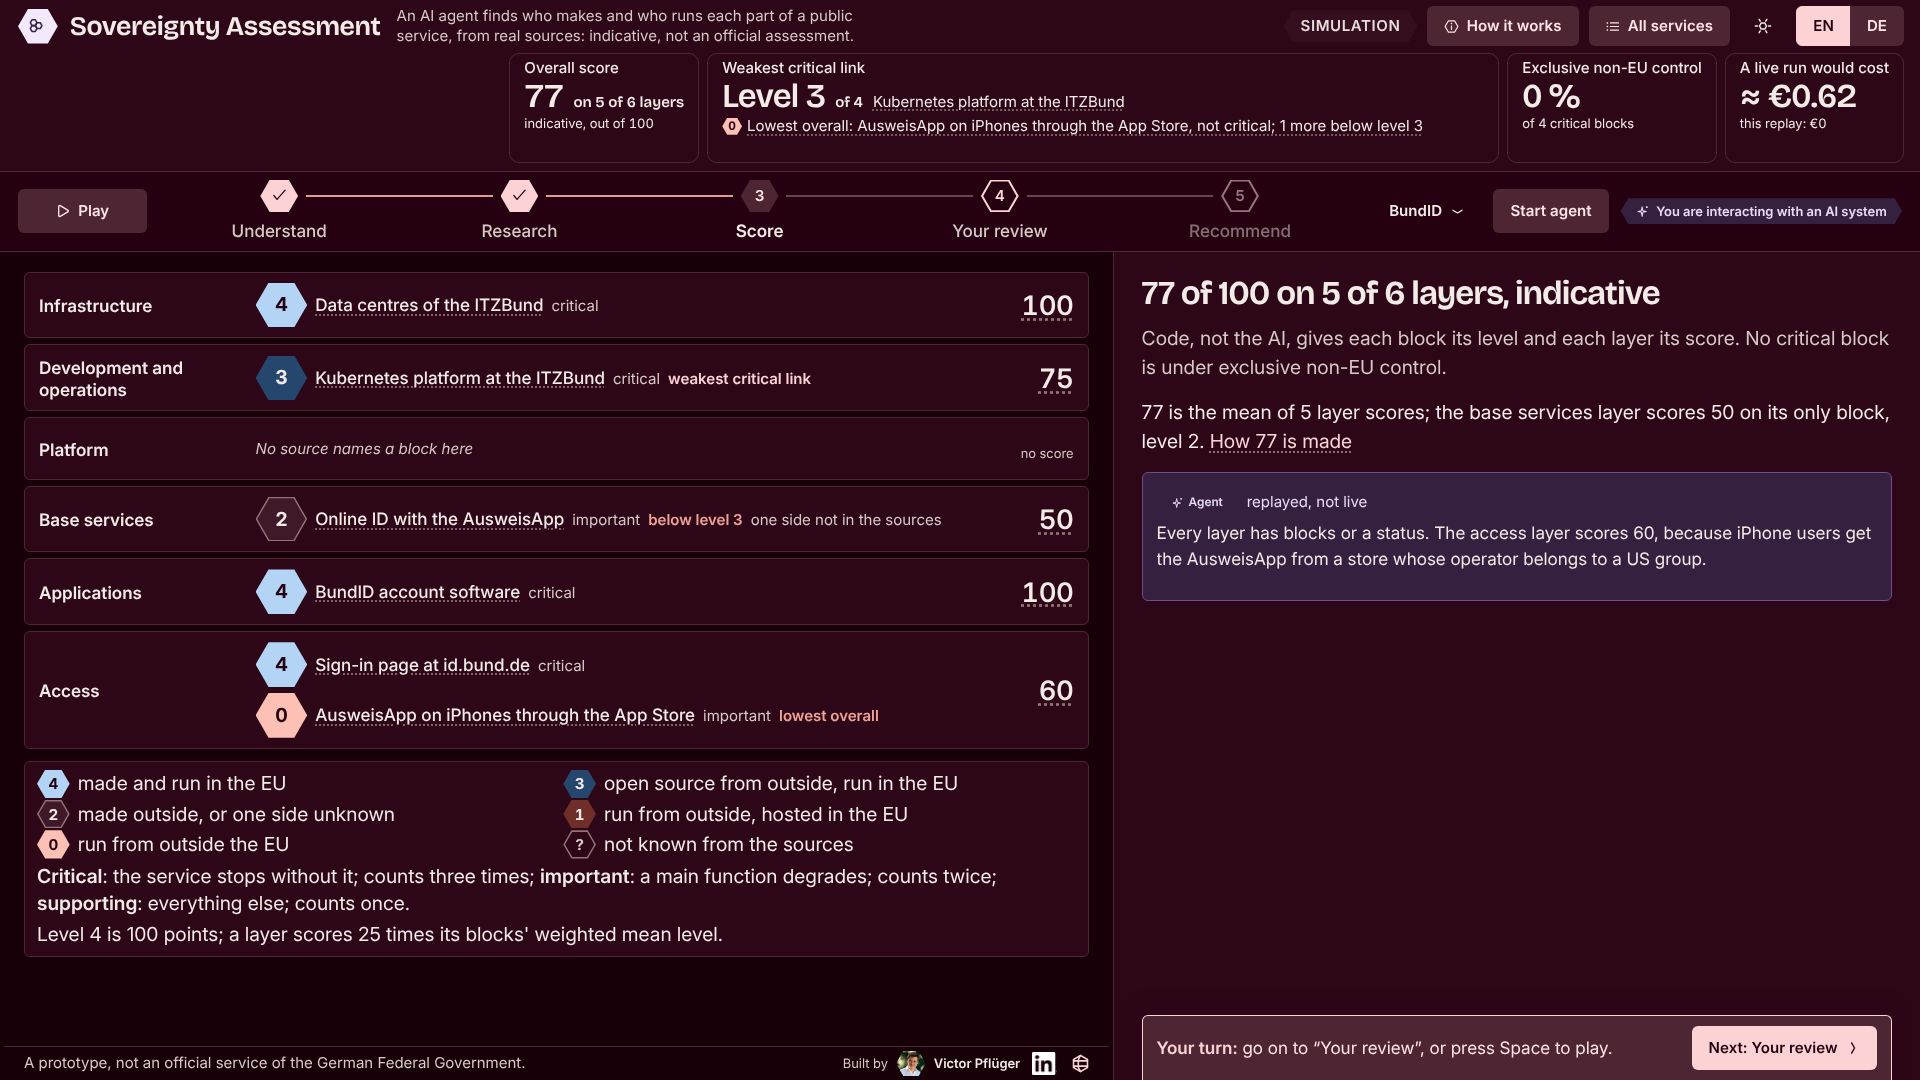 Sovereignty Assessment
An AI agent finds who makes and who runs each part of a public
service, from real sources: indicative, not an official assessment.
SIMULATION
How it works
All services
EN
DE
Overall score
77 on 5 of 6 layers
indicative, out of 100
Weakest critical link
Level 3 of 4 Kubernetes platform at the ITZBund
0 Lowest overall: AusweisApp on iPhones through the App Store, not critical; 1 more below level 3
Exclusive non-EU control
0 %
of 4 critical blocks
A live run would cost
≈ €0.62
this replay: €0
Play
Understand
Research
3
Score
4
Your review
5
Recommend
BundID
Start agent
You are interacting with an AI system
Infrastructure
4 Data centres of the ITZBund critical
100
Development and
operations
3 Kubernetes platform at the ITZBund critical weakest critical link
75
Platform
No source names a block here
no score
Base services
2 Online ID with the AusweisApp important below level 3 one side not in the sources
50
Applications
4 BundID account software critical
100
Access
4 Sign-in page at id.bund.de critical
0 AusweisApp on iPhones through the App Store important lowest overall
60
4 made and run in the EU
3 open source from outside, run in the EU
2 made outside, or one side unknown
1 run from outside, hosted in the EU
0 run from outside the EU
? not known from the sources
Critical: the service stops without it; counts three times; important: a main function degrades; counts twice;
supporting: everything else; counts once.
Level 4 is 100 points; a layer scores 25 times its blocks' weighted mean level.
77 of 100 on 5 of 6 layers, indicative
Code, not the AI, gives each block its level and each layer its score. No critical block
is under exclusive non-EU control.
77 is the mean of 5 layer scores; the base services layer scores 50 on its only block,
level 2. How 77 is made
Agent
replayed, not live
Every layer has blocks or a status. The access layer scores 60, because iPhone users get
the AusweisApp from a store whose operator belongs to a US group.
Your turn: go on to “Your review”, or press Space to play.
Next: Your review
A prototype, not an official service of the German Federal Government.
Built by Victor Pflüger
in